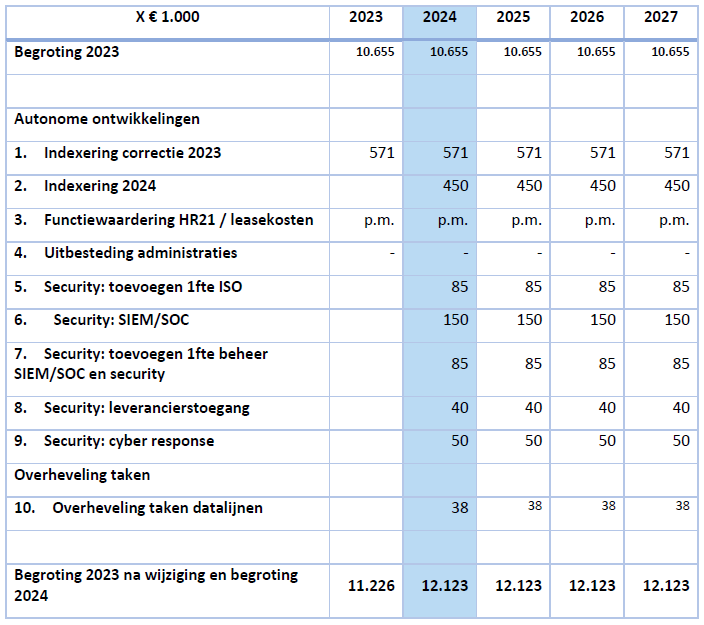 X € 1.000 2023 2024 2025 2026 2027
Begroting 2023 10.655 10.655 10.655 10.655 10.655
Autonome ontwikkelingen
1. Indexering correctie 2023 571 571 571 571 571
2. Indexering 2024 450 450 450 450
3. Functiewaardering HR21 / leasekosten p.m. p.m. p.m. p.m. p.m.
4. Uitbesteding administraties - - - - -
5. Security: toevoegen 1fte ISO 85 85 85 85
6. Security: SIEM/SOC 150 150 150 150
7. Security: toevoegen 1fte beheer
SIEM/SOC en security 85 85 85 85
8. Security: leverancierstoegang 40 40 40 40
9. Security: cyber response 50 50 50 50
Overheveling taken
10. Overheveling taken datalijnen 38 38 38 38
Begroting 2023 na wijziging en begroting
2024 11.226 12.123 12.123 12.123 12.123